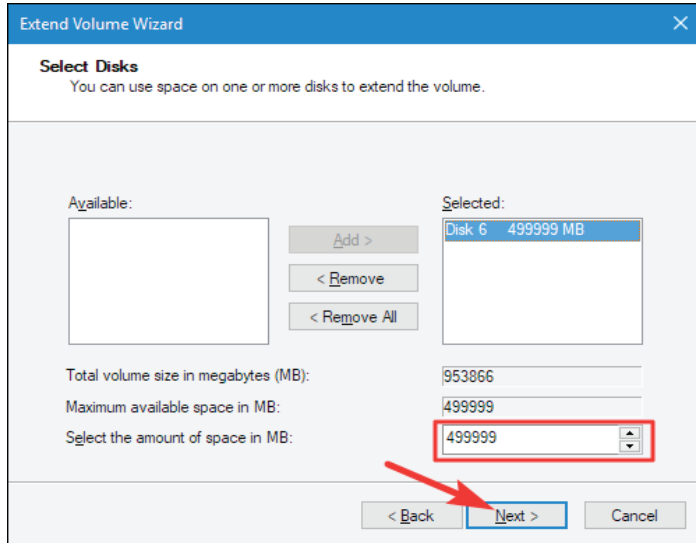 Extend Volume Wizard
Select Disks
You can use space on one or more disks to extend the volume.
Available:
Selected:
Disk 6 499999 MB
Add >
< Remove
< Remove All
Total volume size in megabytes (MB): 953866
Maximum available space in MB: 499999
Select the amount of space in MB: 499999
< Back Next > Cancel